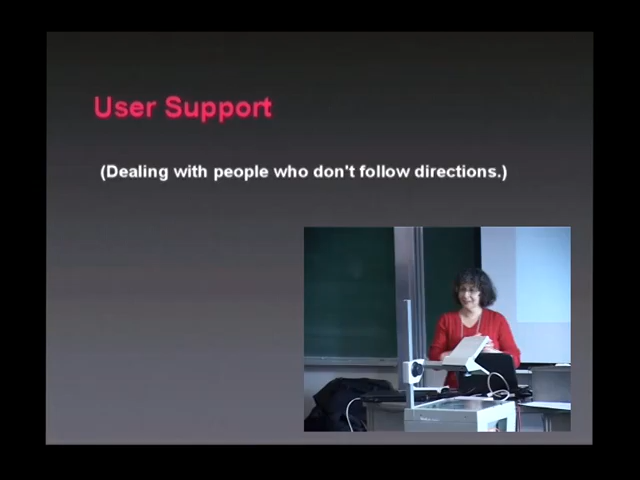 User Support
(Dealing with people who don't follow directions.)